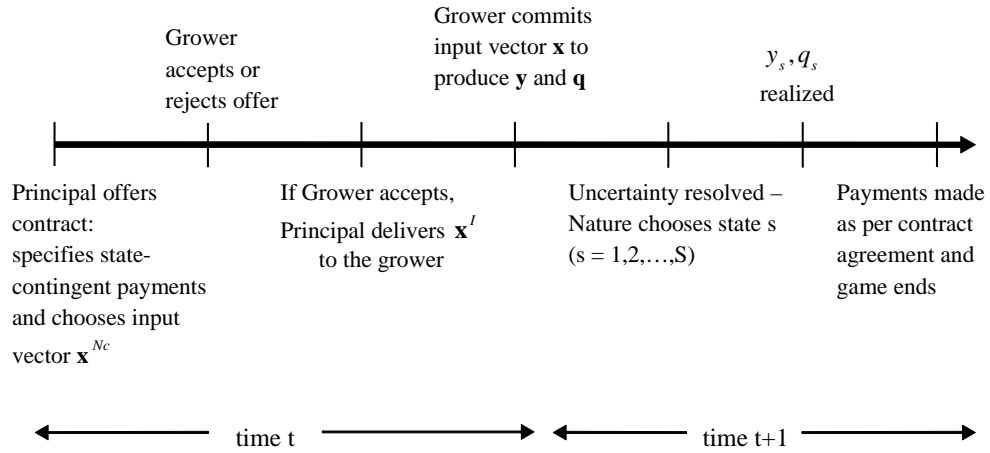 Grower commits
input vector x to
produce y and q
Grower
accepts or
rejects offer
y_s, q_s
realized
Principal offers
contract:
specifies state-
contingent payments
and chooses input
vector x^{Nc}
If Grower accepts,
Principal delivers x^I
to the grower
Uncertainty resolved –
Nature chooses state s
(s = 1,2,…,S)
Payments made
as per contract
agreement and
game ends
time t
time t+1